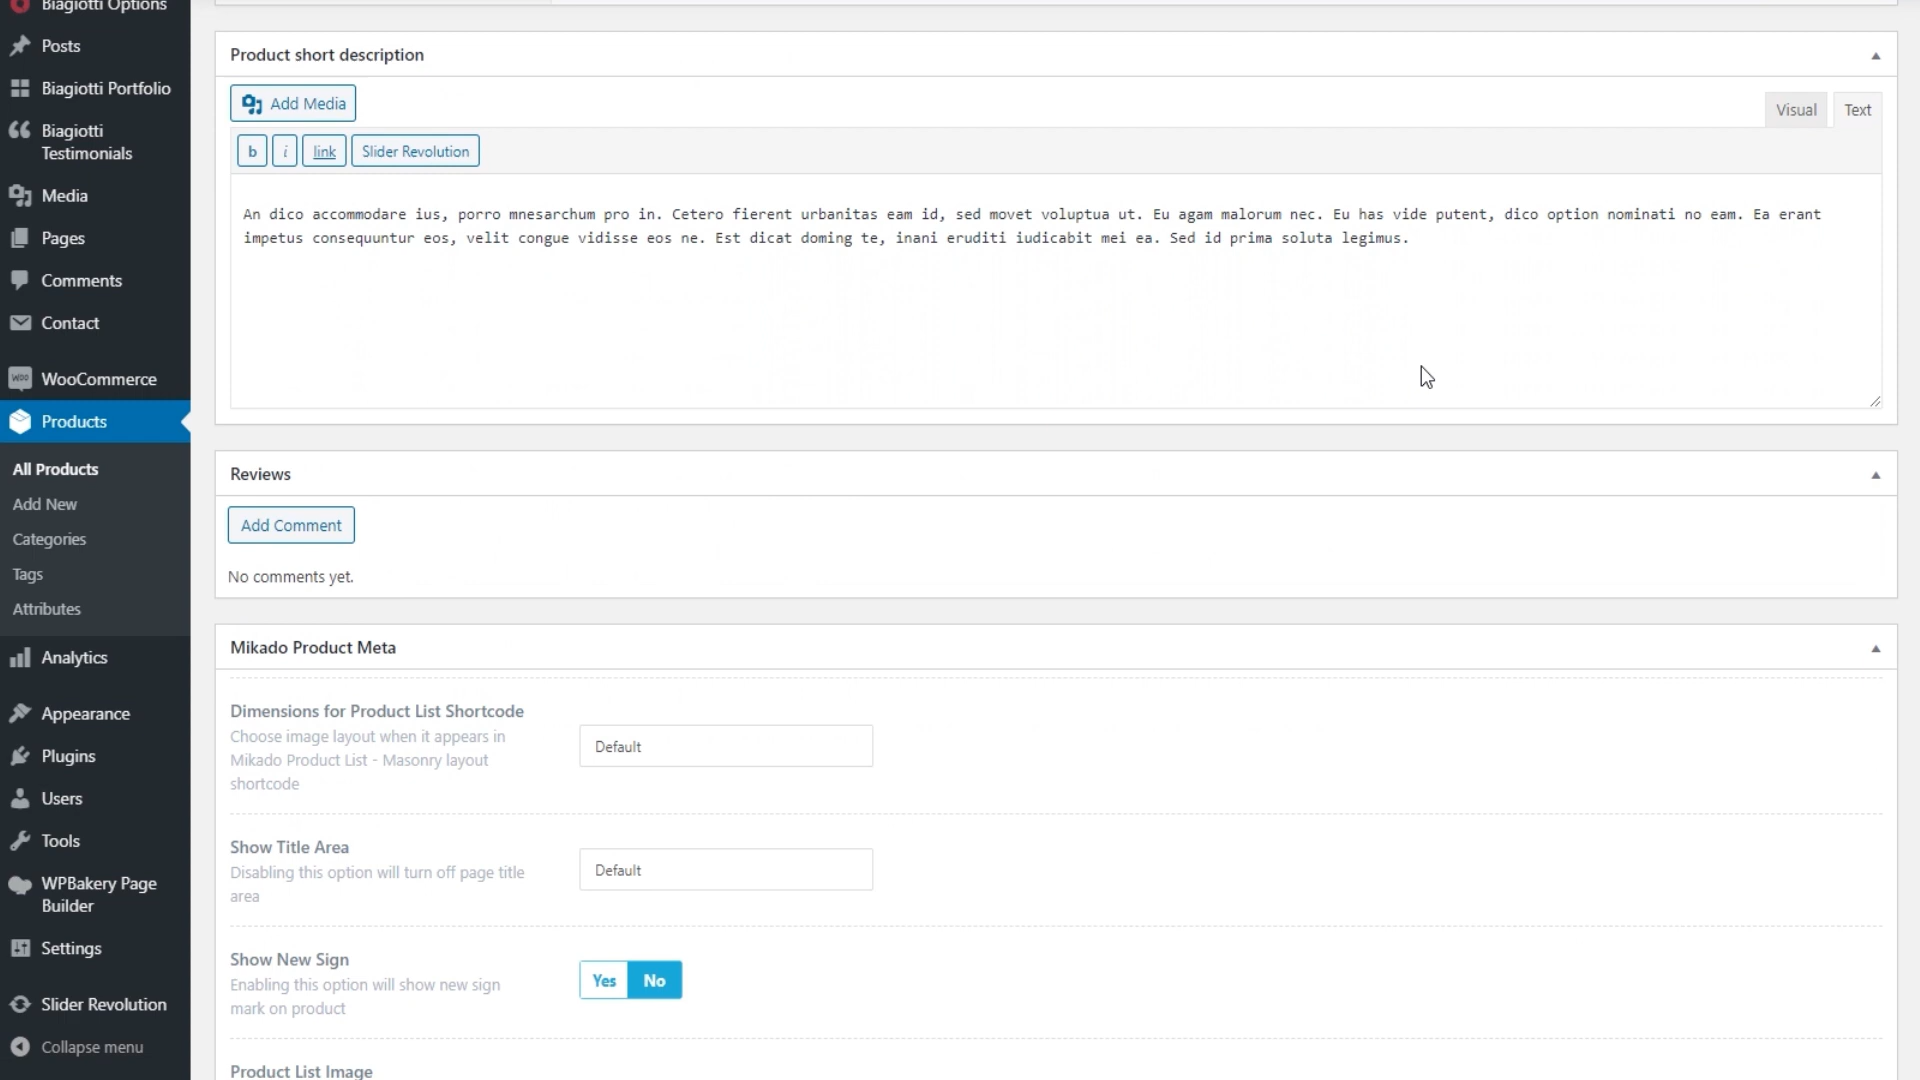 Biagiotti Options
Posts
Biagiotti Portfolio
Biagiotti
Testimonials
Media
Pages
Comments
Contact
WooCommerce
Products
All Products
Add New
Categories
Tags
Attributes
Analytics
Appearance
Plugins
Users
Tools
WPBakery Page
Builder
Settings
Slider Revolution
Collapse menu
Product short description
Add Media
Visual Text
b i link Slider Revolution
An dico accommodare ius, porro mnesarchum pro in. Cetero fierent urbanitas eam id, sed movet voluptua ut. Eu agam malorum nec. Eu has vide putent, dico option nominati no eam. Ea erant
impetus consequuntur eos, velit congue vidisse eos ne. Est dicat doming te, inani eruditi iudicabit mei ea. Sed id prima soluta legimus.
Reviews
Add Comment
No comments yet.
Mikado Product Meta
Dimensions for Product List Shortcode
Choose image layout when it appears in
Mikado Product List - Masonry layout
shortcode
Default
Show Title Area
Disabling this option will turn off page title
area
Default
Show New Sign
Enabling this option will show new sign
mark on product
Yes No
Product List Image